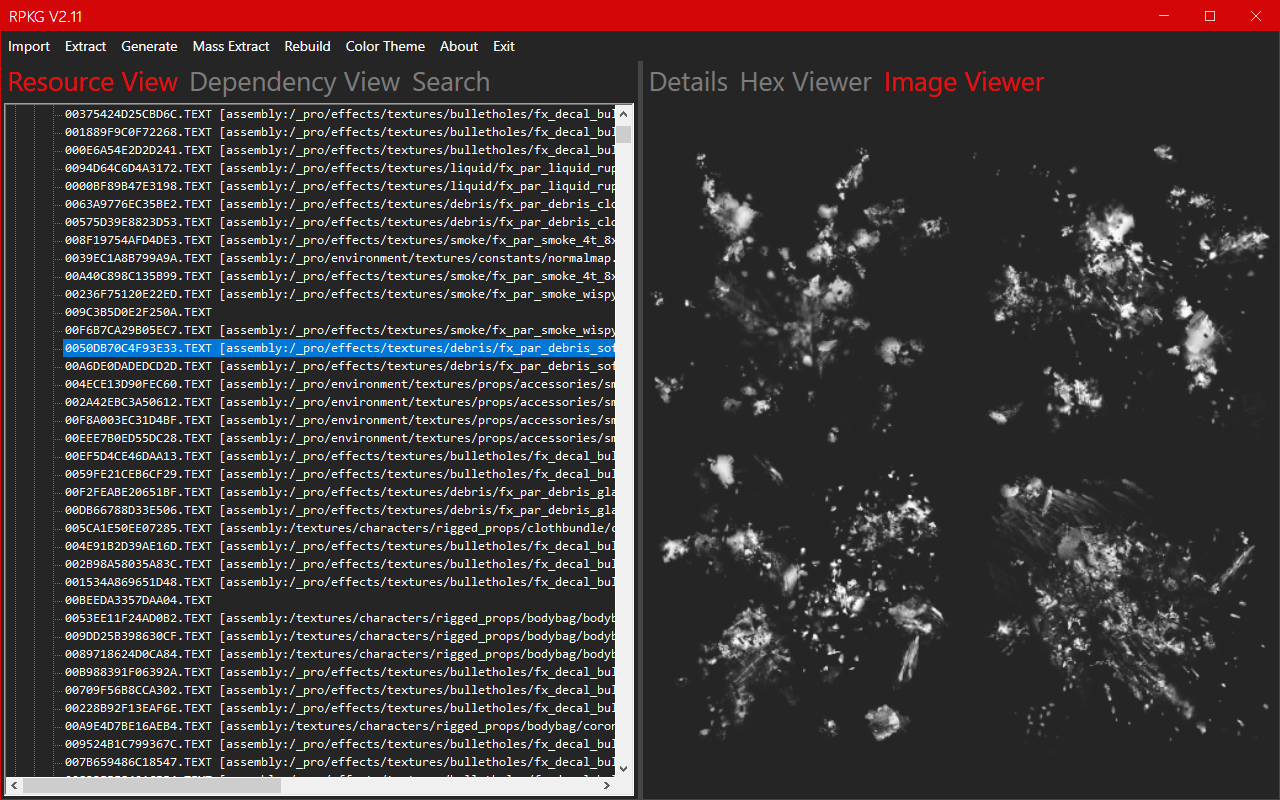 RPKG V2.11
Import Extract Generate Mass Extract Rebuild Color Theme About Exit
Resource View Dependency View Search
Details Hex Viewer Image Viewer
00375424D25CBD6C.TEXT [assembly:/_pro/effects/textures/bulletholes/fx_decal_bul
001889F9C0F72268.TEXT [assembly:/_pro/effects/textures/bulletholes/fx_decal_bul
000E6A54E2D2D241.TEXT [assembly:/_pro/effects/textures/bulletholes/fx_decal_bul
0094D64C6D4A3172.TEXT [assembly:/_pro/effects/textures/liquid/fx_par_liquid_rup
0000BF89B47E3198.TEXT [assembly:/_pro/effects/textures/liquid/fx_par_liquid_rup
0063A9776EC35BE2.TEXT [assembly:/_pro/effects/textures/debris/fx_par_debris_clo
00575D39E8823D53.TEXT [assembly:/_pro/effects/textures/debris/fx_par_debris_clo
008F19754AFD4DE3.TEXT [assembly:/_pro/effects/textures/smoke/fx_par_smoke_4t_8x
0039EC1A8B799A9A.TEXT [assembly:/_pro/environment/textures/constants/normalmap.
00A40C898C135B99.TEXT [assembly:/_pro/effects/textures/smoke/fx_par_smoke_4t_8x
00236F75120E22ED.TEXT [assembly:/_pro/effects/textures/smoke/fx_par_smoke_wispy
009C3B5D0E2F250A.TEXT
00F6B7CA29B05EC7.TEXT [assembly:/_pro/effects/textures/smoke/fx_par_smoke_wispy
0050DB70C4F93E33.TEXT [assembly:/_pro/effects/textures/debris/fx_par_debris_sof
00A6DE0DADEDCD2D.TEXT [assembly:/_pro/effects/textures/debris/fx_par_debris_sof
004ECE13D90FEC60.TEXT [assembly:/_pro/environment/textures/props/accessories/sm
002A42EBC3A50612.TEXT [assembly:/_pro/environment/textures/props/accessories/sm
00F8A003EC31D4BF.TEXT [assembly:/_pro/environment/textures/props/accessories/sm
00EEE7B0ED55DC28.TEXT [assembly:/_pro/environment/textures/props/accessories/sm
00EF5D4CE46DAA13.TEXT [assembly:/_pro/effects/textures/bulletholes/fx_decal_bul
0059FE21CEB6CF29.TEXT [assembly:/_pro/effects/textures/bulletholes/fx_decal_bul
00F2FEABE20651BF.TEXT [assembly:/_pro/effects/textures/debris/fx_par_debris_gla
00DB66788D33E506.TEXT [assembly:/_pro/effects/textures/debris/fx_par_debris_gla
005CA1E50EE07285.TEXT [assembly:/textures/characters/rigged_props/clothbundle/c
004E91B2D39AE16D.TEXT [assembly:/_pro/effects/textures/bulletholes/fx_decal_bul
002B98A58035A83C.TEXT [assembly:/_pro/effects/textures/bulletholes/fx_decal_bul
001534A869651D48.TEXT [assembly:/_pro/effects/textures/bulletholes/fx_decal_bul
00BEEDA3357DAA04.TEXT
0053EE11F24AD0B2.TEXT [assembly:/textures/characters/rigged_props/bodybag/bodyb
009DD25B398630CF.TEXT [assembly:/textures/characters/rigged_props/bodybag/bodyb
0089718624D0CA84.TEXT [assembly:/textures/characters/rigged_props/bodybag/bodyb
00B988391F06392A.TEXT [assembly:/_pro/effects/textures/bulletholes/fx_decal_bul
00709F56B8CCA302.TEXT [assembly:/_pro/effects/textures/bulletholes/fx_decal_bul
00228B92F13EAF6E.TEXT [assembly:/_pro/effects/textures/bulletholes/fx_decal_bul
00A9E4D7BE16AEB4.TEXT [assembly:/textures/characters/rigged_props/bodybag/coron
009524B1C799367C.TEXT [assembly:/_pro/effects/textures/bulletholes/fx_decal_bul
007B659486C18547.TEXT [assembly:/_pro/effects/textures/bulletholes/fx_decal_bul